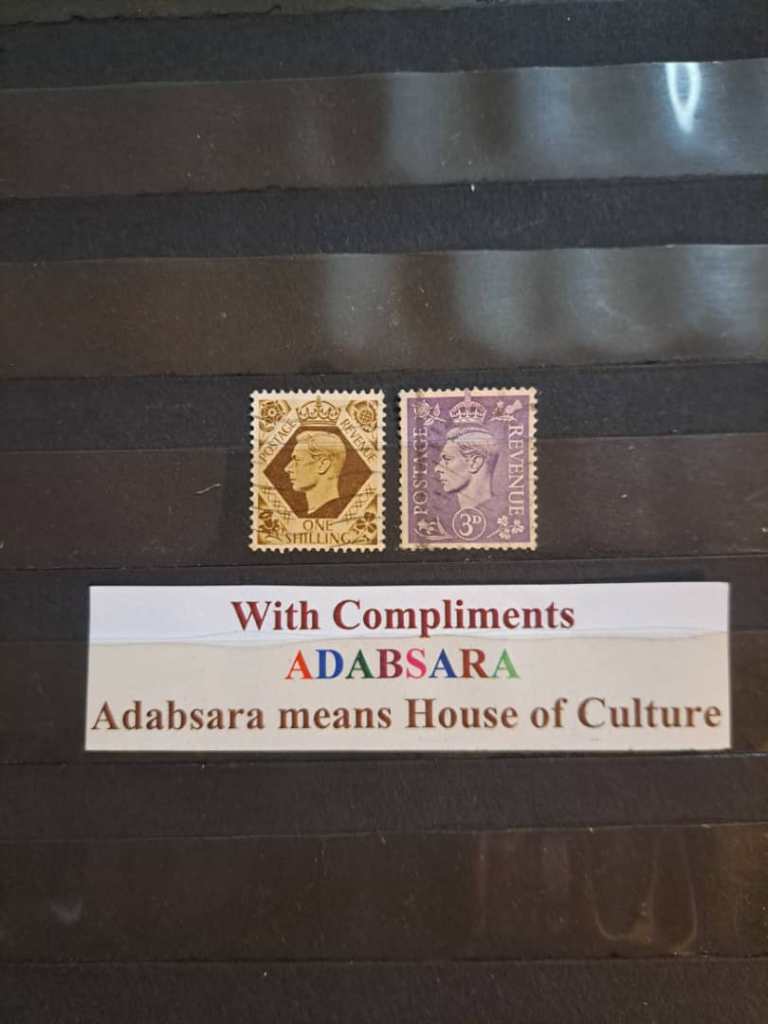 POSTAGE REVENUE
ONE
SHILLING
POSTAGE REVENUE
3D
With Compliments
ADABSARA
Adabsara means House of Culture